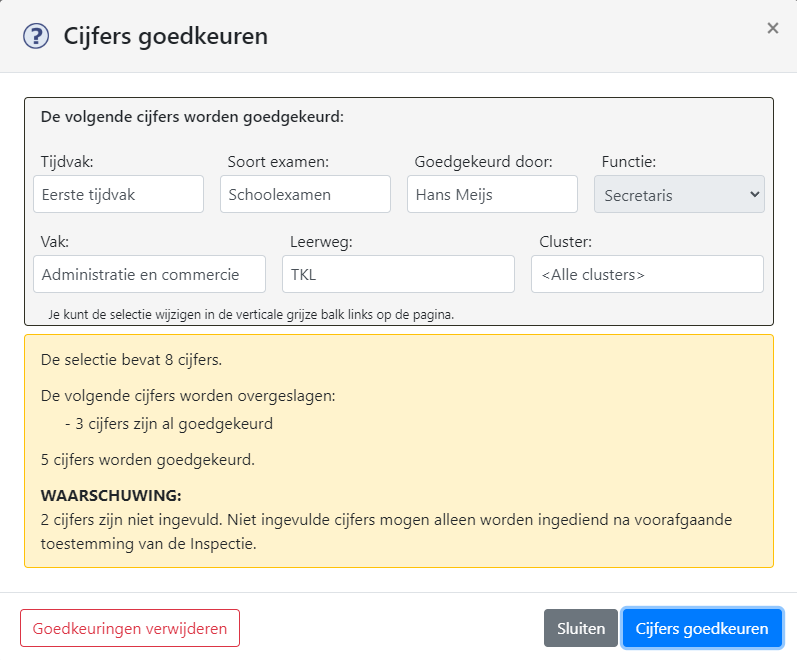 ? Cijfers goedkeuren ×
De volgende cijfers worden goedgekeurd:
Tijdvak: Soort examen: Goedgekeurd door: Functie:
Eerste tijdvak Schoolexamen Hans Meijs Secretaris
Vak: Leerweg: Cluster:
Administratie en commercie TKL <Alle clusters>
Je kunt de selectie wijzigen in de verticale grijze balk links op de pagina.
De selectie bevat 8 cijfers.
De volgende cijfers worden overgeslagen:
- 3 cijfers zijn al goedgekeurd
5 cijfers worden goedgekeurd.
WAARSCHUWING:
2 cijfers zijn niet ingevuld. Niet ingevulde cijfers mogen alleen worden ingediend na voorafgaande
toestemming van de Inspectie.
Goedkeuringen verwijderen Sluiten Cijfers goedkeuren